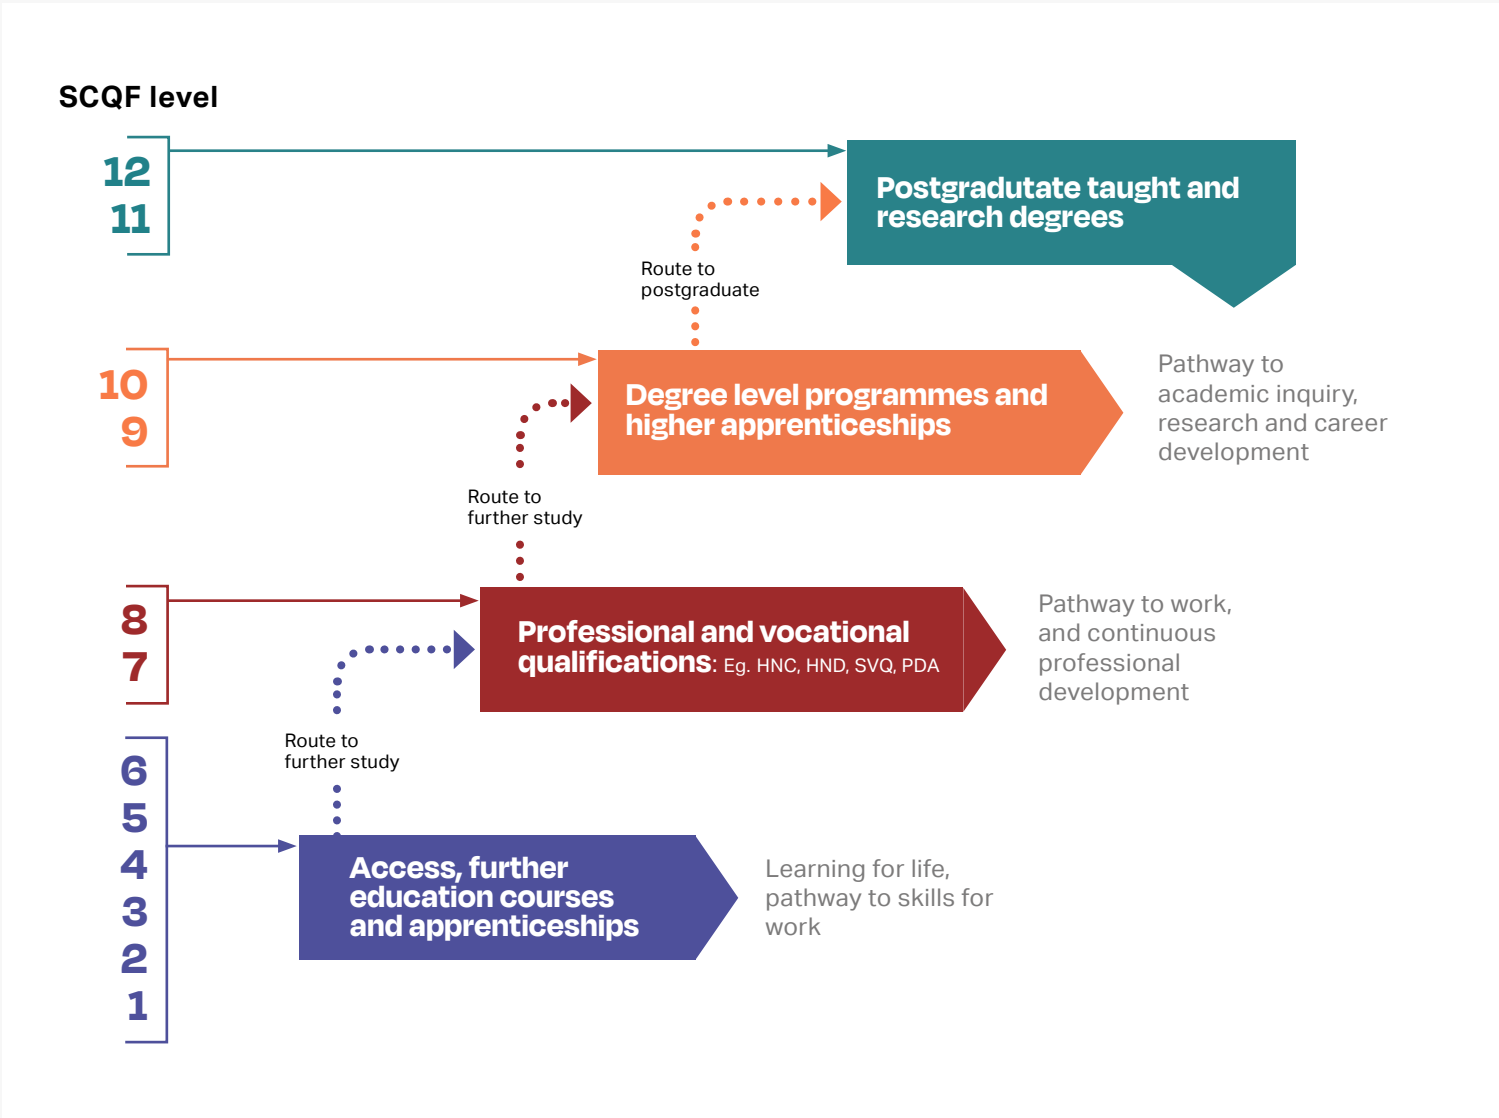 SCQF level
12
11
Postgradutate taught and
research degrees
Route to
postgraduate
10
9
Degree level programmes and
higher apprenticeships
Pathway to
academic inquiry,
research and career
development
Route to
further study
8
7
Professional and vocational
qualifications: Eg. HNC, HND, SVQ, PDA
Pathway to work,
and continuous
professional
development
Route to
further study
6
5
4
3
2
1
Access, further
education courses
and apprenticeships
Learning for life,
pathway to skills for
work